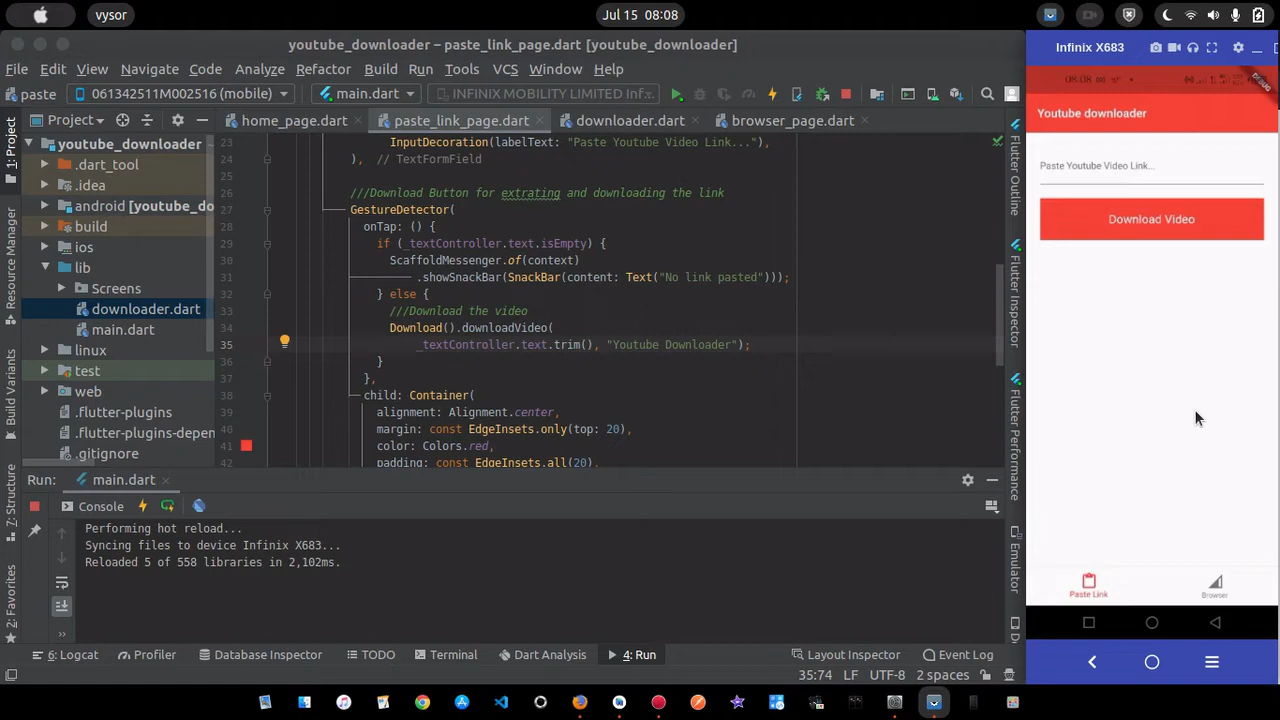 vysor
Jul 15 08:08
youtube_downloader – paste_link_page.dart [youtube_downloader]
File Edit View Navigate Code Analyze Refactor Build Run Tools VCS Window Help
paste
061342511M002516 (mobile)
main.dart
INFINIX MOBILITY LIMITED Inf...
Project
home_page.dart
paste_link_page.dart
downloader.dart
browser_page.dart
1: Project
Resource Manager
Build Variants
7: Structure
2: Favorites
youtube_downloader
.dart_tool
.idea
android [youtube_do
build
ios
lib
Screens
downloader.dart
main.dart
linux
test
web
.flutter-plugins
.flutter-plugins-depen
.gitignore
23 InputDecoration(labelText: "Paste Youtube Video Link..."),
24 ), // TextFormField
25
26 ///Download Button for extrating and downloading the link
27 GestureDetector(
28 onTap: () {
29 if (_textController.text.isEmpty) {
30 ScaffoldMessenger.of(context)
31 .showSnackBar(SnackBar(content: Text("No link pasted")));
32 } else {
33 ///Download the video
34 Download().downloadVideo(
35 _textController.text.trim(), "Youtube Downloader");
36 }
37 },
38 child: Container(
39 alignment: Alignment.center,
40 margin: const EdgeInsets.only(top: 20),
41 color: Colors.red,
42 padding: const EdgeInsets.all(20),
Flutter Outline
Flutter Inspector
Flutter Performance
Emulator
Run:
main.dart
Console
Performing hot reload...
Syncing files to device Infinix X683...
Reloaded 5 of 558 libraries in 2,102ms.
6: Logcat
Profiler
Database Inspector
TODO
Terminal
Dart Analysis
4: Run
Layout Inspector
Event Log
35:74 LF UTF-8 2 spaces
Infinix X683
08:08
DEBUG
Youtube downloader
Paste Youtube Video Link...
Download Video
Paste Link
Browser